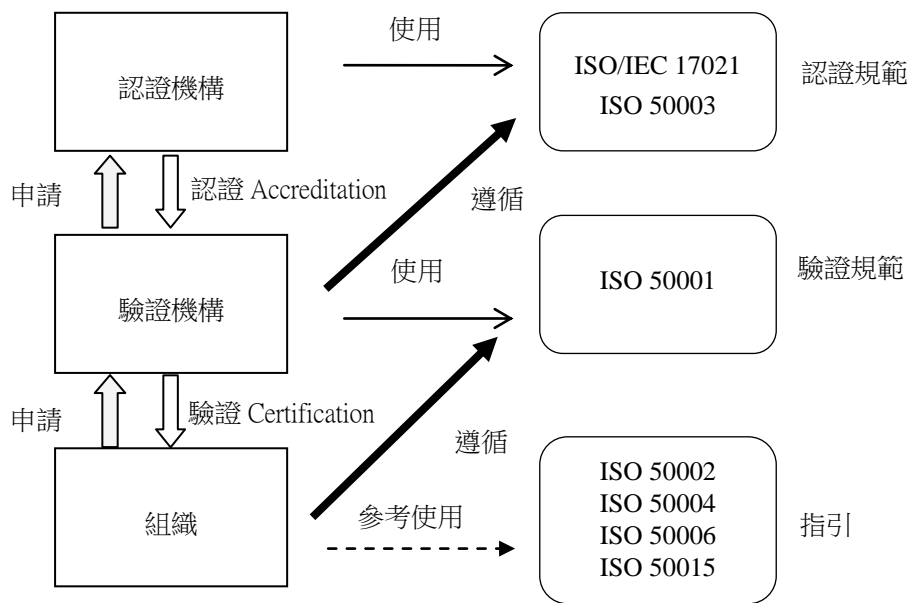 使用
認證機構
ISO/IEC 17021
ISO 50003
認證規範
申請
認證 Accreditation
遵循
使用
驗證機構
ISO 50001
驗證規範
申請
驗證 Certification
遵循
組織
參考使用
ISO 50002
ISO 50004
ISO 50006
ISO 50015
指引